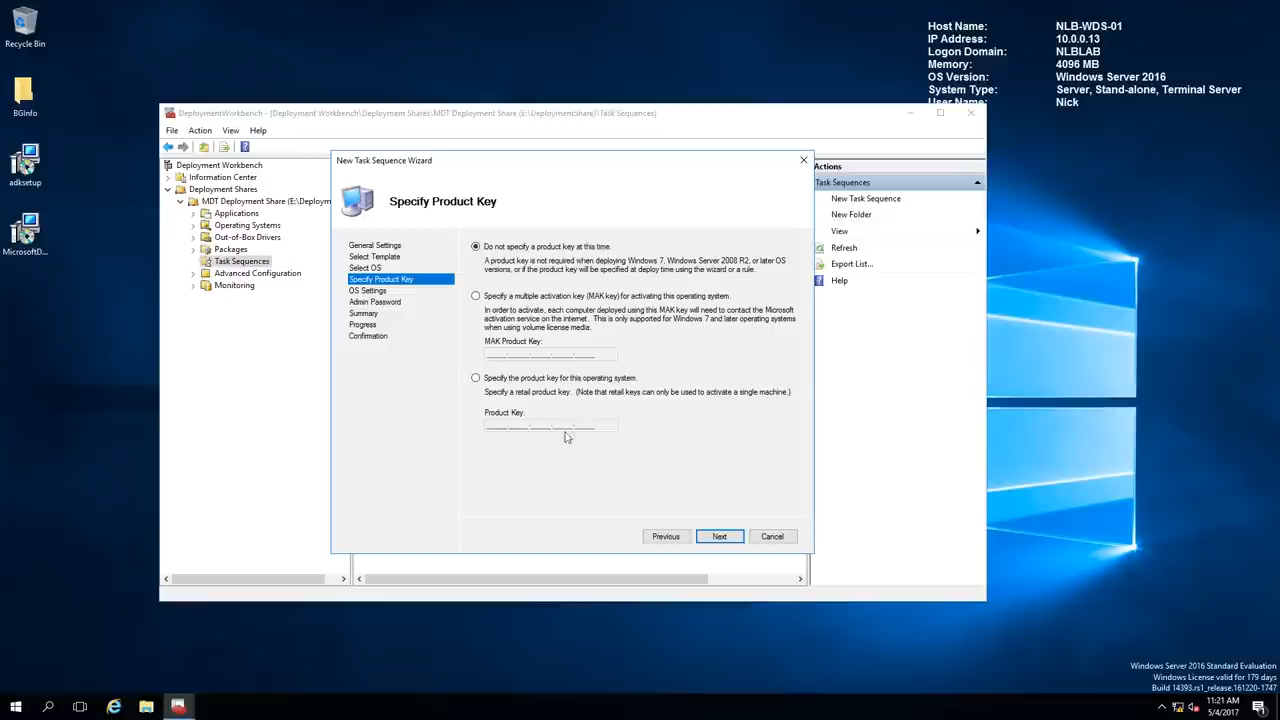 Recycle Bin
BGInfo
adksetup
MicrosoftD...
Host Name: NLB-WDS-01
IP Address: 10.0.0.13
Logon Domain: NLBLAB
Memory: 4096 MB
OS Version: Windows Server 2016
System Type: Server, Stand-alone, Terminal Server
User Name: Nick
DeploymentWorkbench - [Deployment Workbench\Deployment Shares\MDT Deployment Share (E:\DeploymentShare)\Task Sequences]
File Action View Help
Deployment Workbench
Information Center
Deployment Shares
MDT Deployment Share (E:\Deploym
Applications
Operating Systems
Out-of-Box Drivers
Packages
Task Sequences
Advanced Configuration
Monitoring
New Task Sequence Wizard
Specify Product Key
General Settings
Select Template
Select OS
Specify Product Key
OS Settings
Admin Password
Summary
Progress
Confirmation
Do not specify a product key at this time.
A product key is not required when deploying Windows 7, Windows Server 2008 R2, or later OS
versions, or if the product key will be specified at deploy time using the wizard or a rule.
Specify a multiple activation key (MAK key) for activating this operating system.
In order to activate, each computer deployed using this MAK key will need to contact the Microsoft
activation service on the internet. This is only supported for Windows 7 and later operating systems
when using volume license media.
MAK Product Key:
_____-_____-_____-_____-_____
Specify the product key for this operating system.
Specify a retail product key. (Note that retail keys can only be used to activate a single machine.)
Product Key:
_____-_____-_____-_____-_____
Previous Next Cancel
Actions
Task Sequences
New Task Sequence
New Folder
View
Refresh
Export List...
Help
Windows Server 2016 Standard Evaluation
Windows License valid for 179 days
Build 14393.rs1_release.161220-1747
11:21 AM
5/4/2017